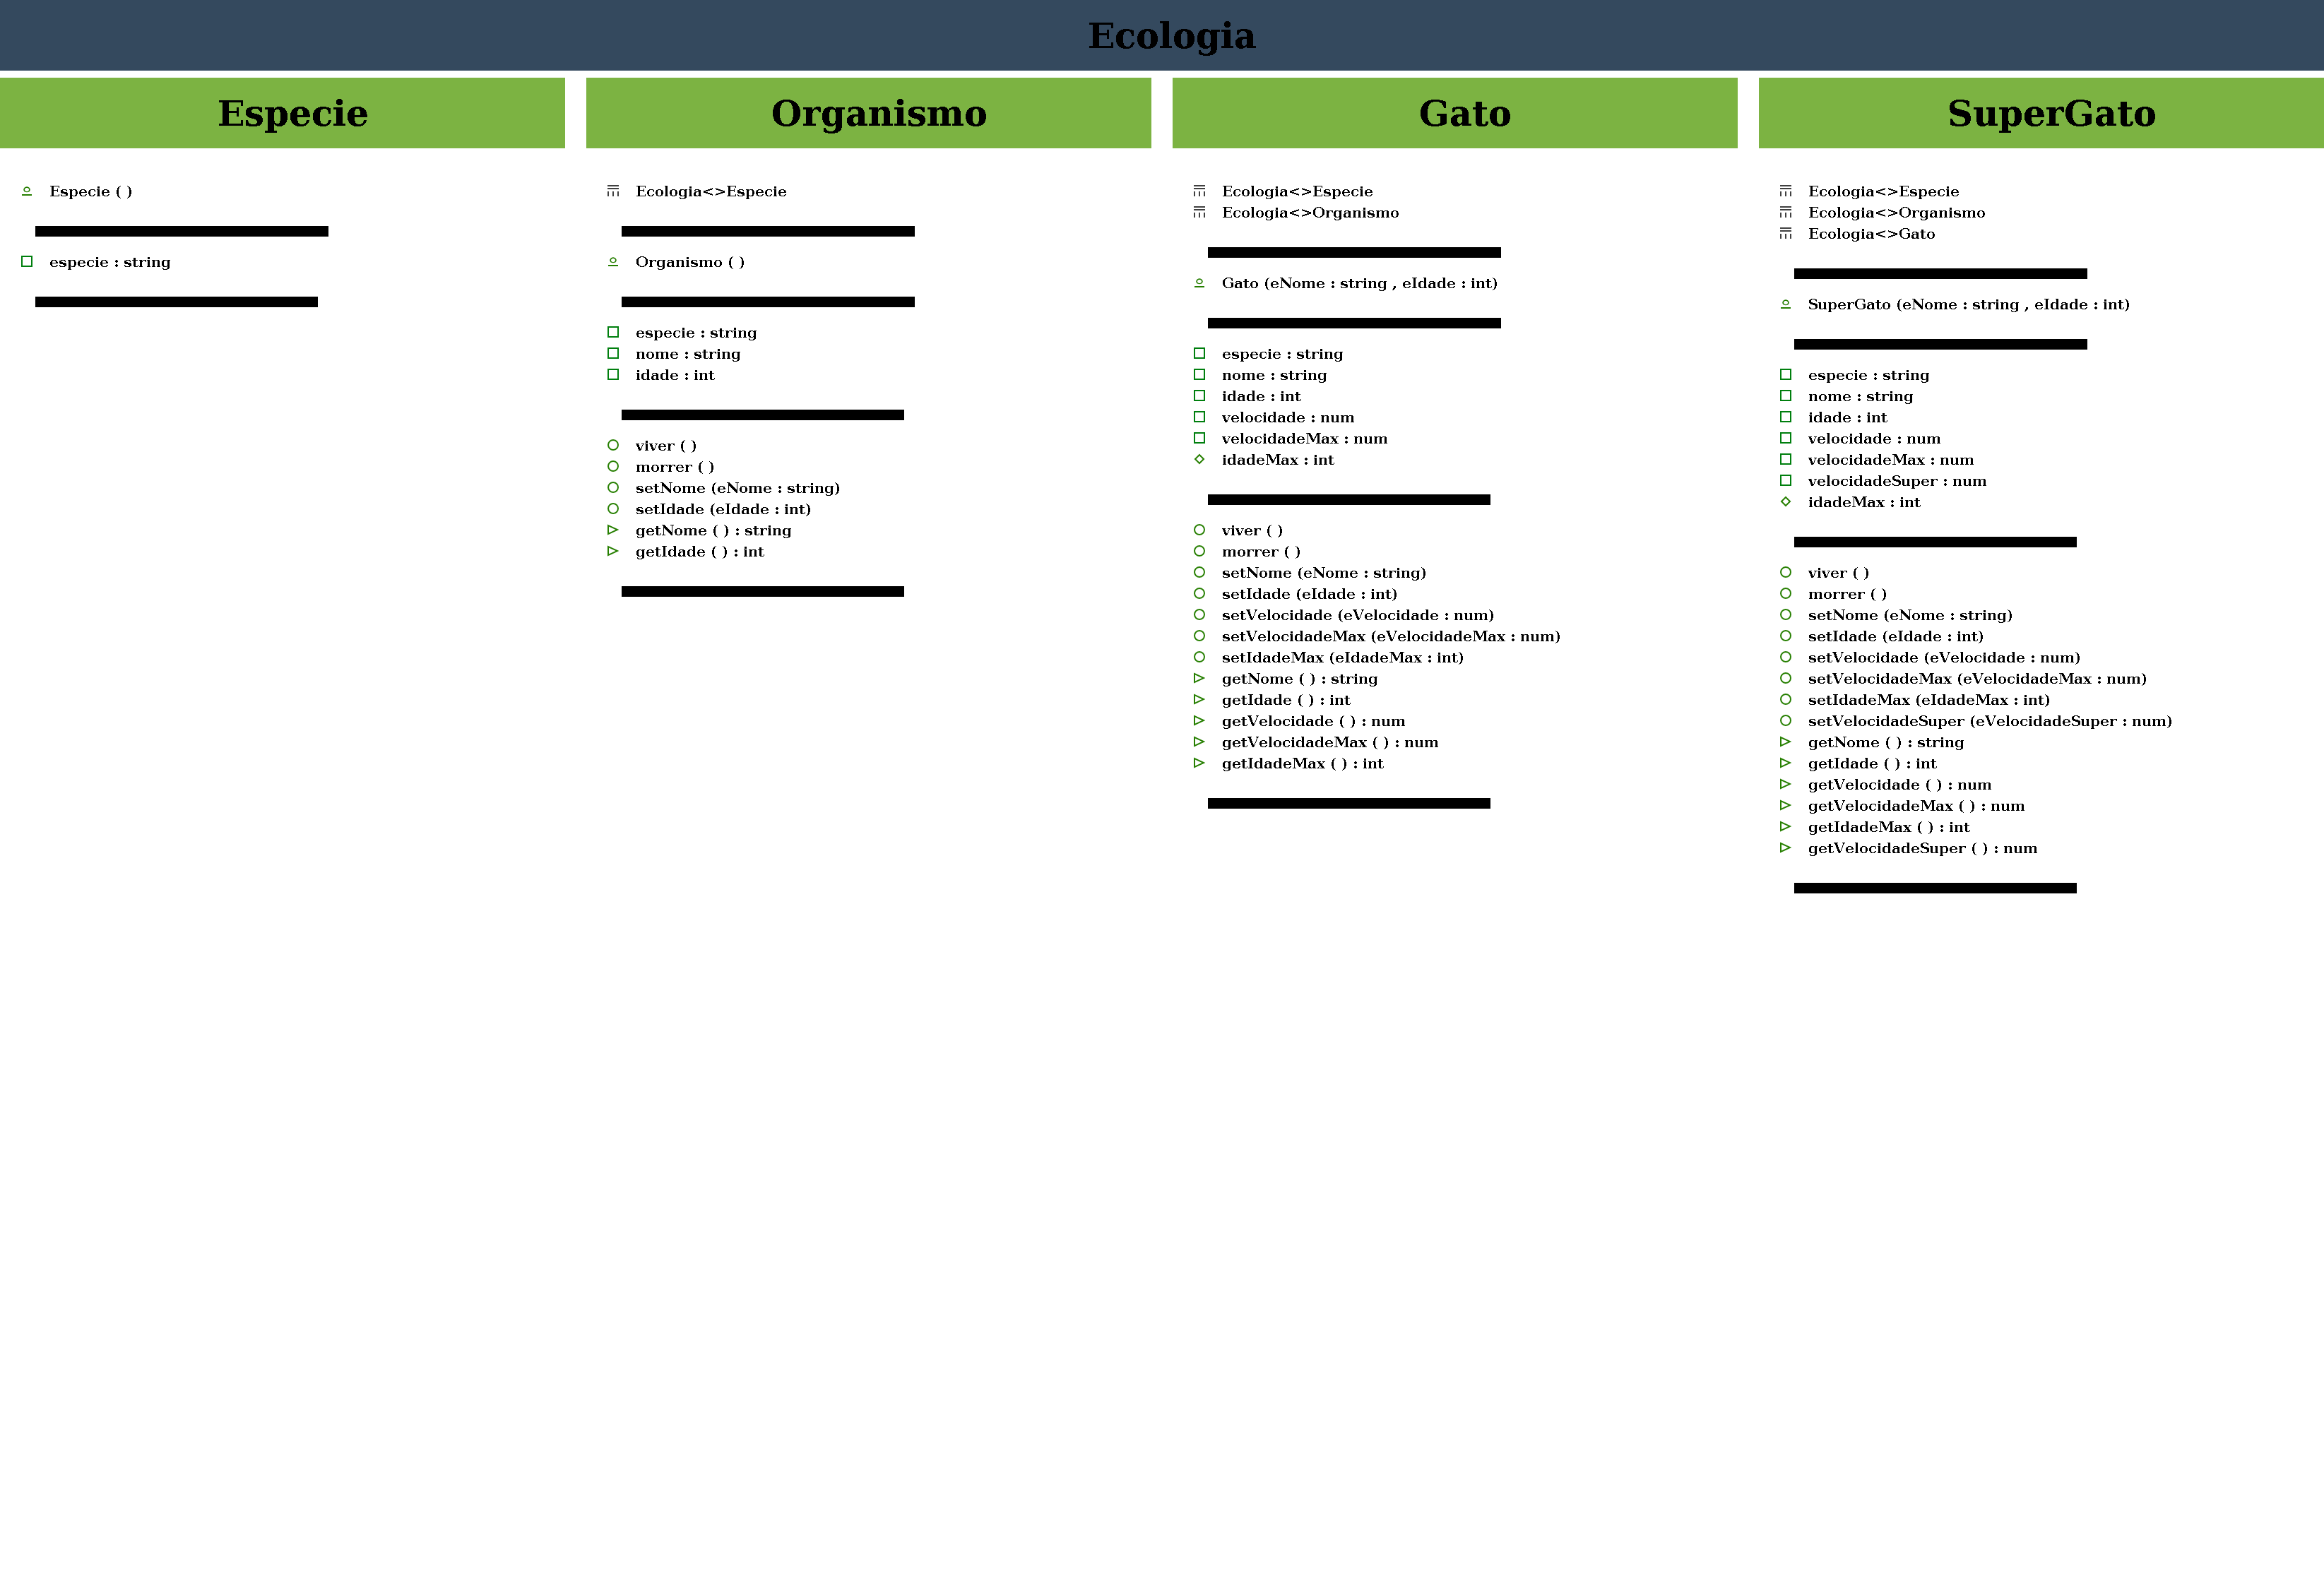 Ecologia
Especie
Especie ( )
especie : string
Organismo
Ecologia<>Especie
Organismo ( )
especie : string
nome : string
idade : int
viver ( )
morrer ( )
setNome (eNome : string)
setIdade (eIdade : int)
getNome ( ) : string
getIdade ( ) : int
Gato
Ecologia<>Especie
Ecologia<>Organismo
Gato (eNome : string , eIdade : int)
especie : string
nome : string
idade : int
velocidade : num
velocidadeMax : num
idadeMax : int
viver ( )
morrer ( )
setNome (eNome : string)
setIdade (eIdade : int)
setVelocidade (eVelocidade : num)
setVelocidadeMax (eVelocidadeMax : num)
setIdadeMax (eIdadeMax : int)
getNome ( ) : string
getIdade ( ) : int
getVelocidade ( ) : num
getVelocidadeMax ( ) : num
getIdadeMax ( ) : int
SuperGato
Ecologia<>Especie
Ecologia<>Organismo
Ecologia<>Gato
SuperGato (eNome : string , eIdade : int)
especie : string
nome : string
idade : int
velocidade : num
velocidadeMax : num
velocidadeSuper : num
idadeMax : int
viver ( )
morrer ( )
setNome (eNome : string)
setIdade (eIdade : int)
setVelocidade (eVelocidade : num)
setVelocidadeMax (eVelocidadeMax : num)
setIdadeMax (eIdadeMax : int)
setVelocidadeSuper (eVelocidadeSuper : num)
getNome ( ) : string
getIdade ( ) : int
getVelocidade ( ) : num
getVelocidadeMax ( ) : num
getIdadeMax ( ) : int
getVelocidadeSuper ( ) : num